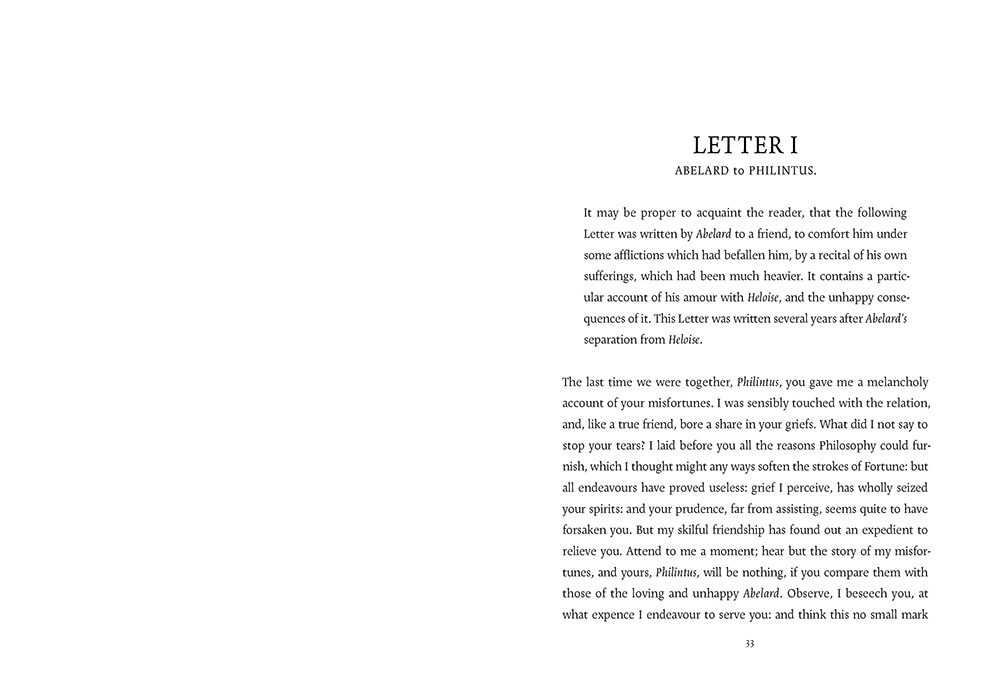 LETTER I
ABELARD to PHILINTUS.
It may be proper to acquaint the reader, that the following
Letter was written by Abelard to a friend, to comfort him under
some afflictions which had befallen him, by a recital of his own
sufferings, which had been much heavier. It contains a partic-
ular account of his amour with Heloise, and the unhappy conse-
quences of it. This Letter was written several years after Abelard’s
separation from Heloise.
The last time we were together, Philintus, you gave me a melancholy
account of your misfortunes. I was sensibly touched with the relation,
and, like a true friend, bore a share in your griefs. What did I not say to
stop your tears? I laid before you all the reasons Philosophy could fur-
nish, which I thought might any ways soften the strokes of Fortune: but
all endeavours have proved useless: grief I perceive, has wholly seized
your spirits: and your prudence, far from assisting, seems quite to have
forsaken you. But my skilful friendship has found out an expedient to
relieve you. Attend to me a moment; hear but the story of my misfor-
tunes, and yours, Philintus, will be nothing, if you compare them with
those of the loving and unhappy Abelard. Observe, I beseech you, at
what expence I endeavour to serve you: and think this no small mark
33